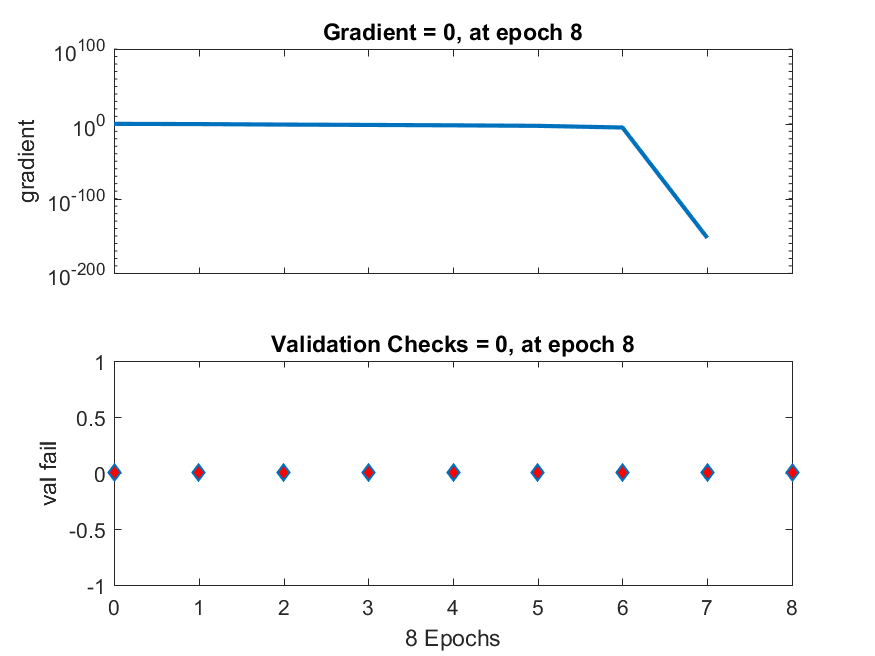 Gradient = 0, at epoch 8
10^100
10^0
10^-100
10^-200
gradient
Validation Checks = 0, at epoch 8
1
0.5
0
-0.5
-1
val fail
0 1 2 3 4 5 6 7 8
8 Epochs